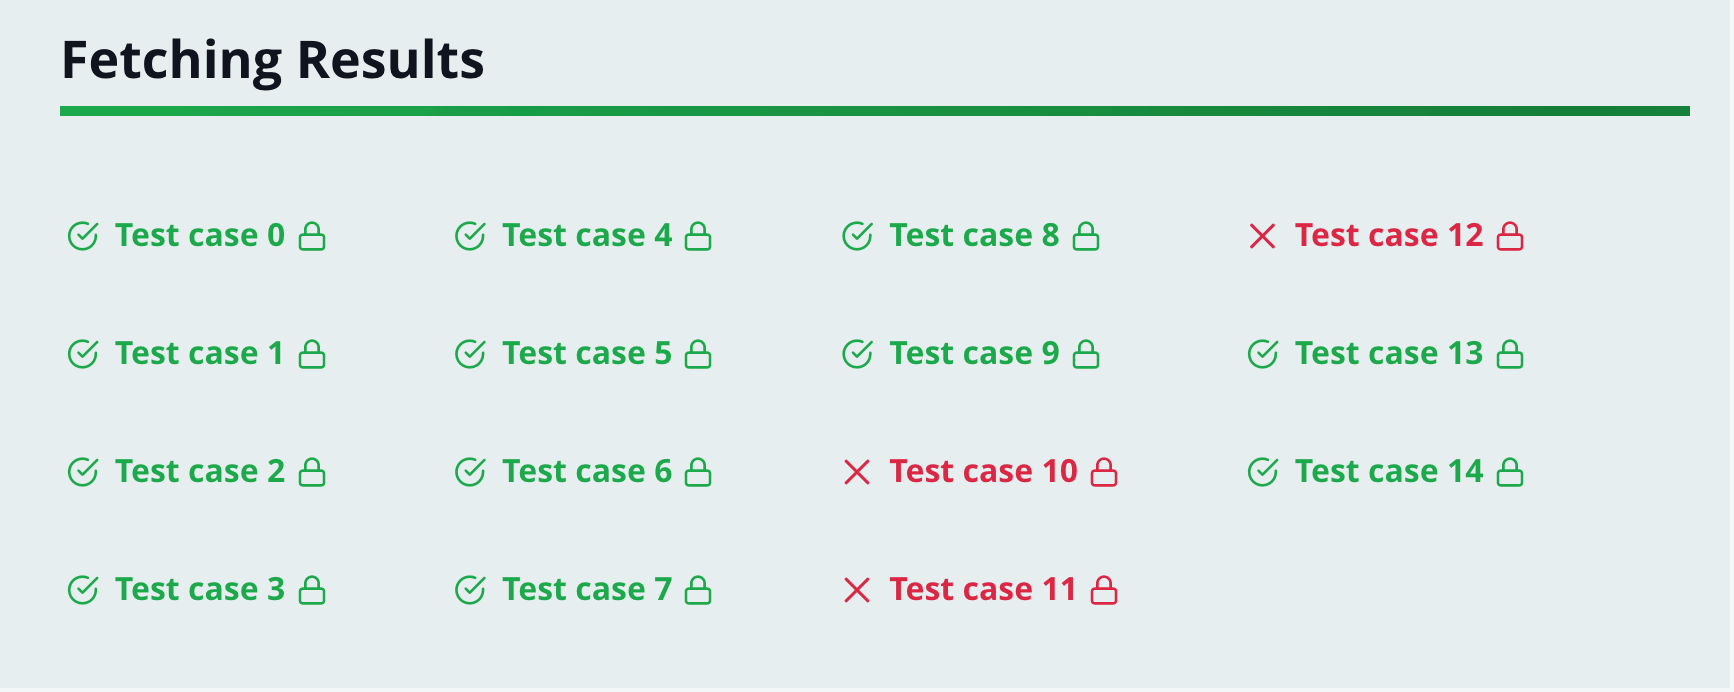 Fetching Results
Test case 0
Test case 4
Test case 8
Test case 12
Test case 1
Test case 5
Test case 9
Test case 13
Test case 2
Test case 6
Test case 10
Test case 14
Test case 3
Test case 7
Test case 11